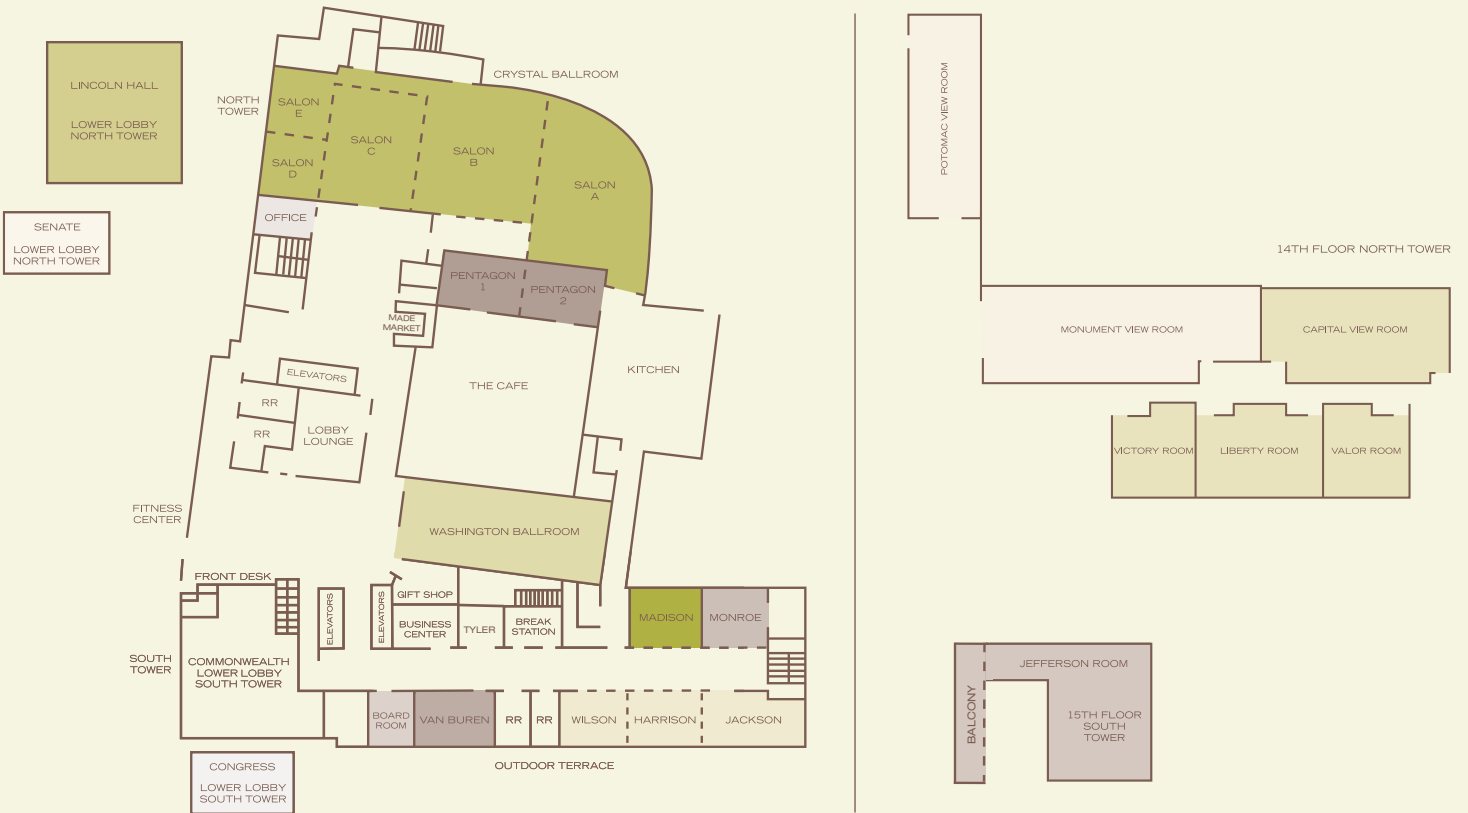 CRYSTAL BALLROOM
LINCOLN HALL
LOWER LOBBY
NORTH TOWER
NORTH
TOWER
SALON
E
SALON
D
SALON
C
SALON
B
SALON
A
SENATE
LOWER LOBBY
NORTH TOWER
OFFICE
PENTAGON
1
PENTAGON
2
MADE
MARKET
ELEVATORS
RR
RR
LOBBY
LOUNGE
THE CAFE
KITCHEN
FITNESS
CENTER
WASHINGTON BALLROOM
FRONT DESK
ELEVATORS
ELEVATORS
GIFT SHOP
BUSINESS
CENTER
TYLER
BREAK
STATION
MADISON
MONROE
SOUTH
TOWER
COMMONWEALTH
LOWER LOBBY
SOUTH TOWER
BOARD
ROOM
VAN BUREN
RR
RR
WILSON
HARRISON
JACKSON
CONGRESS
LOWER LOBBY
SOUTH TOWER
OUTDOOR TERRACE
POTOMAC VIEW ROOM
14TH FLOOR NORTH TOWER
MONUMENT VIEW ROOM
CAPITAL VIEW ROOM
VICTORY ROOM
LIBERTY ROOM
VALOR ROOM
JEFFERSON ROOM
BALCONY
15TH FLOOR
SOUTH
TOWER